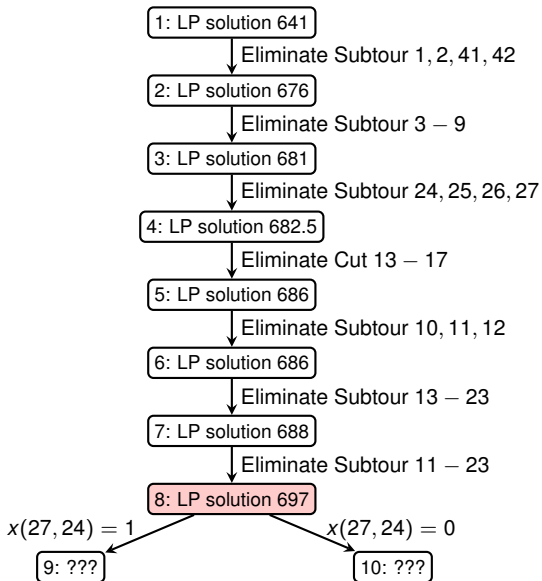 1: LP solution 641
Eliminate Subtour 1, 2, 41, 42
2: LP solution 676
Eliminate Subtour 3 − 9
3: LP solution 681
Eliminate Subtour 24, 25, 26, 27
4: LP solution 682.5
Eliminate Cut 13 − 17
5: LP solution 686
Eliminate Subtour 10, 11, 12
6: LP solution 686
Eliminate Subtour 13 − 23
7: LP solution 688
Eliminate Subtour 11 − 23
8: LP solution 697
x(27, 24) = 1 x(27, 24) = 0
9: ??? 10: ???